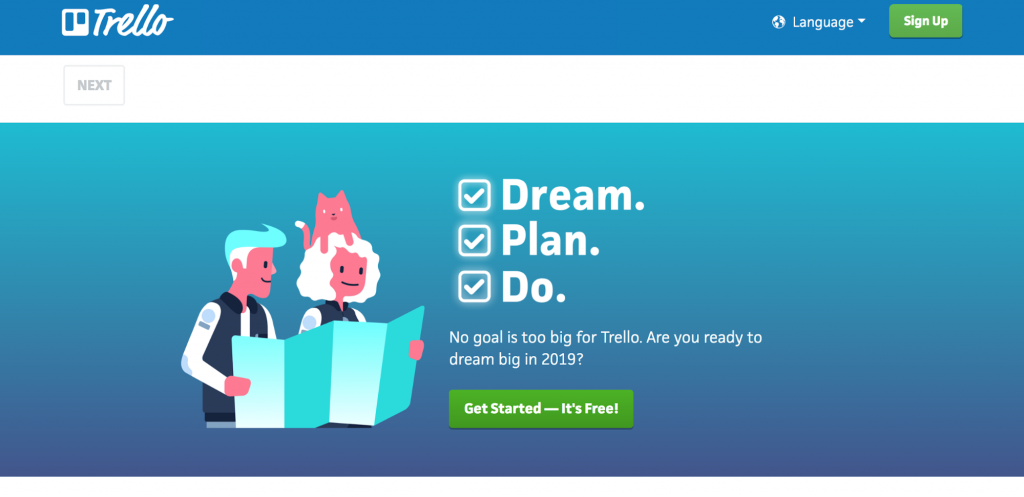 Trello
Language
Sign Up
NEXT
Dream.
Plan.
Do.
No goal is too big for Trello. Are you ready to
dream big in 2019?
Get Started — It's Free!